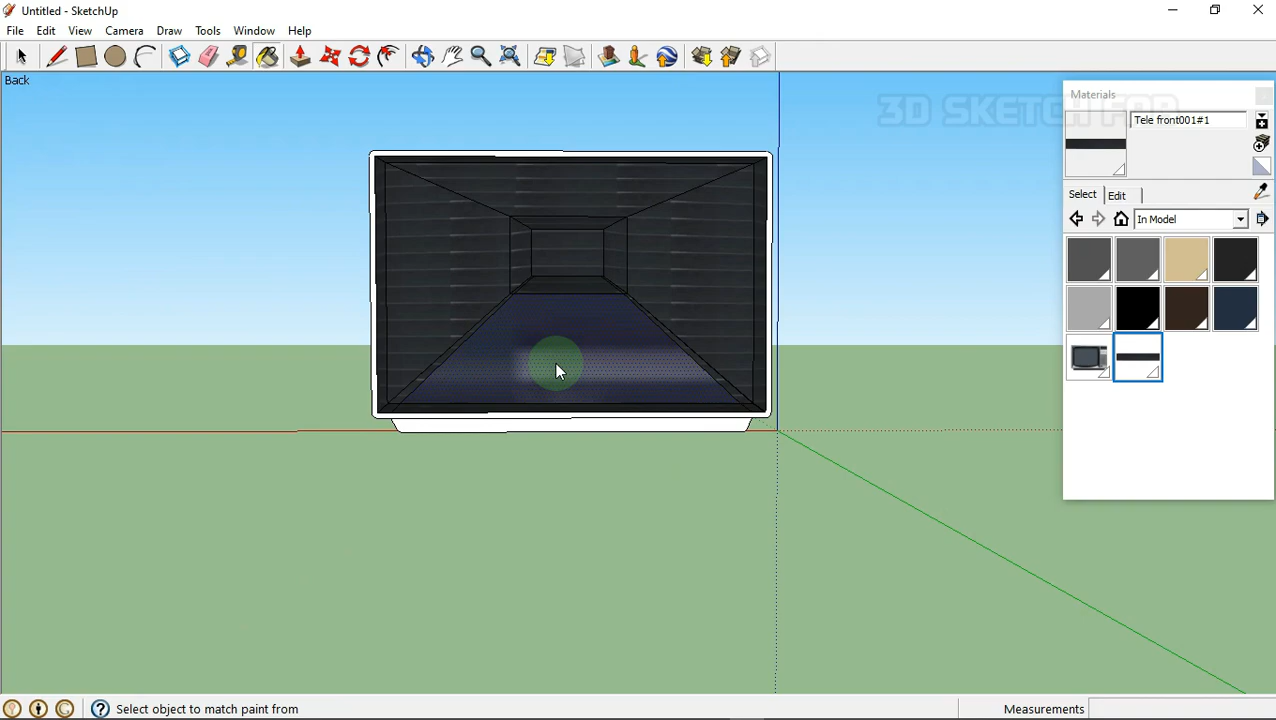 Untitled - SketchUp
File Edit View Camera Draw Tools Window Help
Back
3D SKETCH FOR
Materials
Tele front001#1
Select Edit
In Model
Select object to match paint from
Measurements